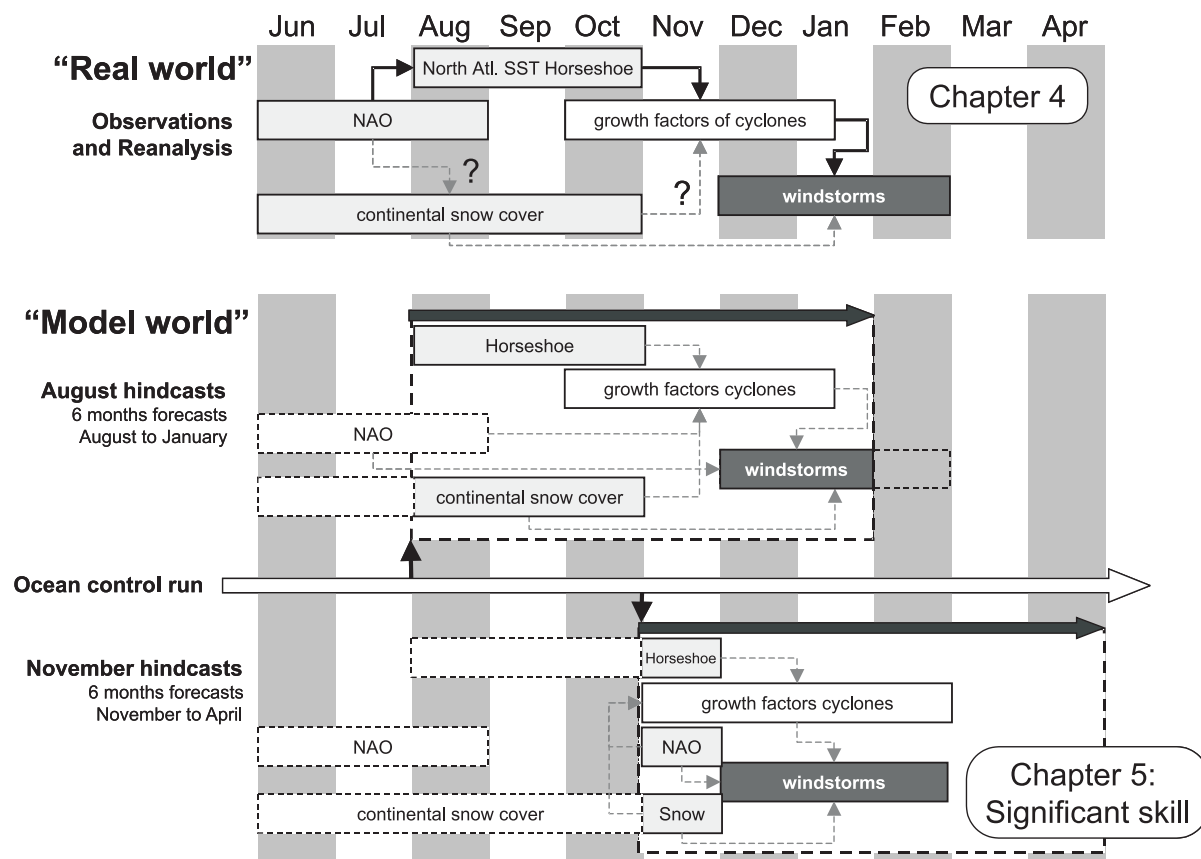 Jun Jul Aug Sep Oct Nov Dec Jan Feb Mar Apr
“Real world”
North Atl. SST Horseshoe
Chapter 4
Observations
and Reanalysis
NAO
growth factors of cyclones
?
?
windstorms
continental snow cover
“Model world”
Horseshoe
August hindcasts
6 months forecasts
August to January
growth factors cyclones
NAO
windstorms
continental snow cover
Ocean control run
November hindcasts
6 months forecasts
November to April
Horseshoe
growth factors cyclones
NAO
NAO
windstorms
Chapter 5:
Significant skill
continental snow cover
Snow